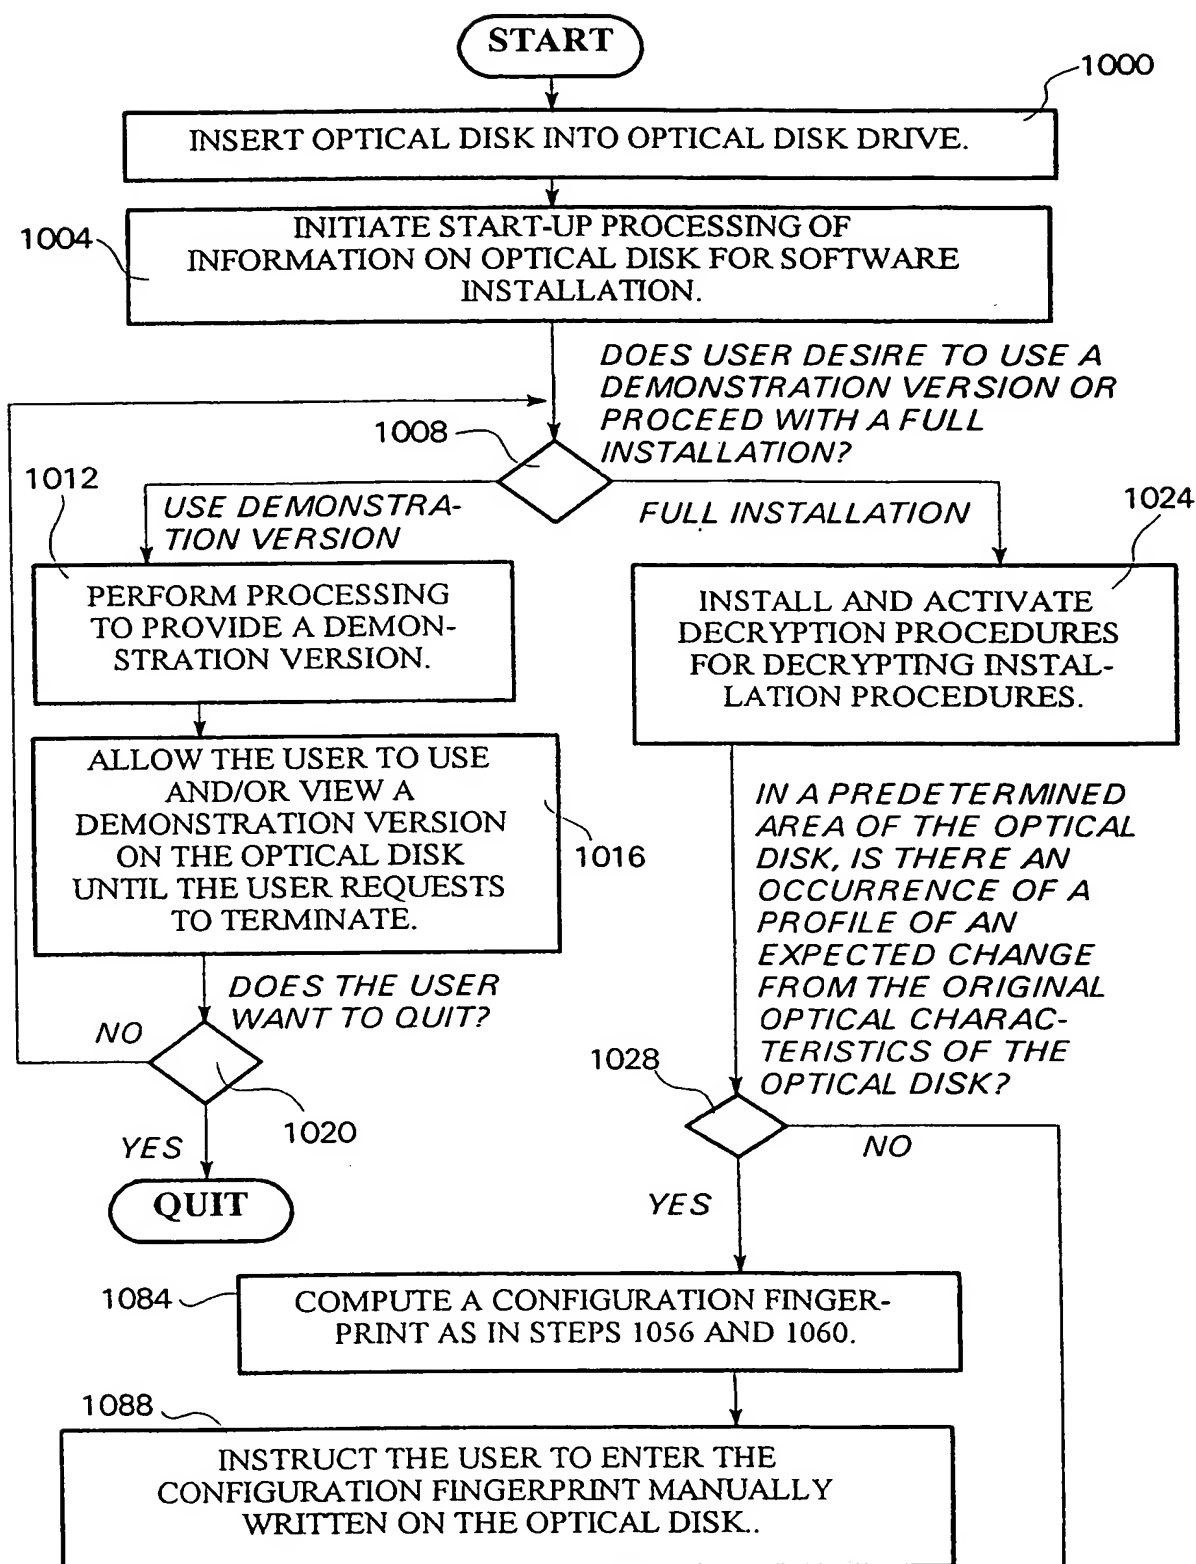 START
1000
INSERT OPTICAL DISK INTO OPTICAL DISK DRIVE.
1004
INITIATE START-UP PROCESSING OF
INFORMATION ON OPTICAL DISK FOR SOFTWARE
INSTALLATION.
DOES USER DESIRE TO USE A
DEMONSTRATION VERSION OR
PROCEED WITH A FULL
INSTALLATION?
1008
1012
USE DEMONSTRA-
TION VERSION
FULL INSTALLATION
1024
PERFORM PROCESSING
TO PROVIDE A DEMON-
STRATION VERSION.
INSTALL AND ACTIVATE
DECRYPTION PROCEDURES
FOR DECRYPTING INSTAL-
LATION PROCEDURES.
ALLOW THE USER TO USE
AND/OR VIEW A
DEMONSTRATION VERSION
ON THE OPTICAL DISK
UNTIL THE USER REQUESTS
TO TERMINATE.
1016
IN A PREDETERMINED
AREA OF THE OPTICAL
DISK, IS THERE AN
OCCURRENCE OF A
PROFILE OF AN
EXPECTED CHANGE
FROM THE ORIGINAL
OPTICAL CHARAC-
TERISTICS OF THE
OPTICAL DISK?
DOES THE USER
WANT TO QUIT?
NO
1020
YES
QUIT
1028
NO
YES
1084
COMPUTE A CONFIGURATION FINGER-
PRINT AS IN STEPS 1056 AND 1060.
1088
INSTRUCT THE USER TO ENTER THE
CONFIGURATION FINGERPRINT MANUALLY
WRITTEN ON THE OPTICAL DISK..